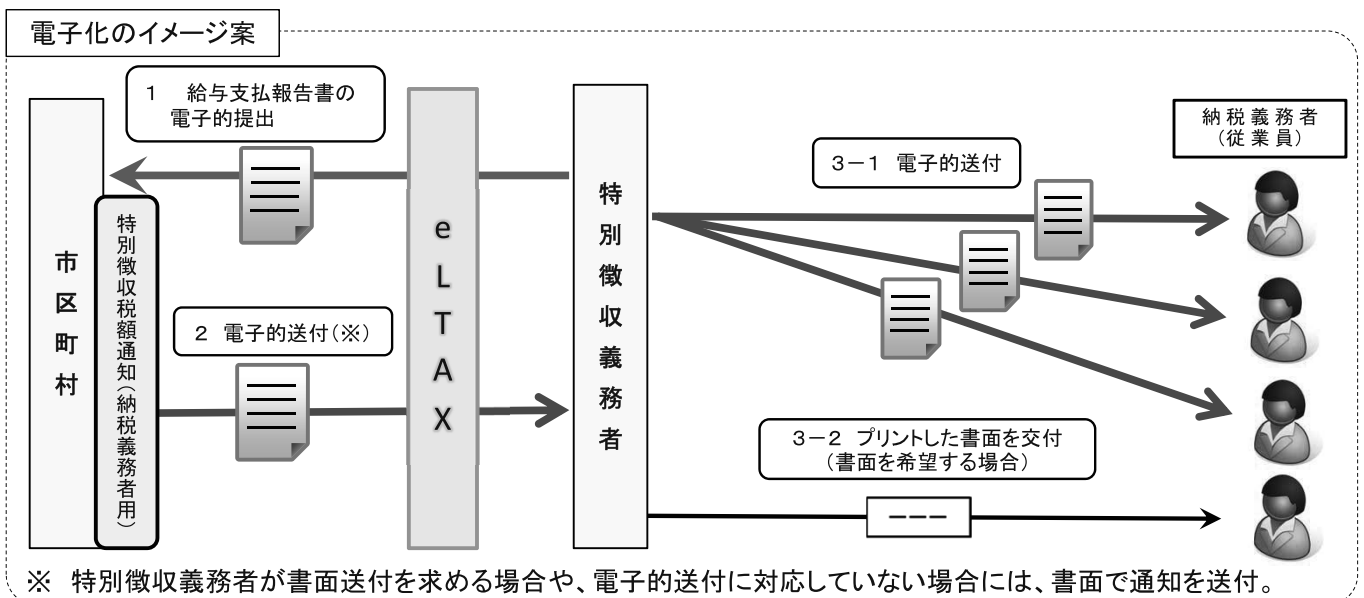 電子化のイメージ案
1 給与支払報告書の
電子的提出
納税義務者
(従業員)
3-1 電子的送付
市区町村
特別徴収税額通知(納税義務者用)
eLTAX
特別徴収義務者
2 電子的送付(※)
3-2 プリントした書面を交付
(書面を希望する場合)
※ 特別徴収義務者が書面送付を求める場合や、電子的送付に対応していない場合には、書面で通知を送付。